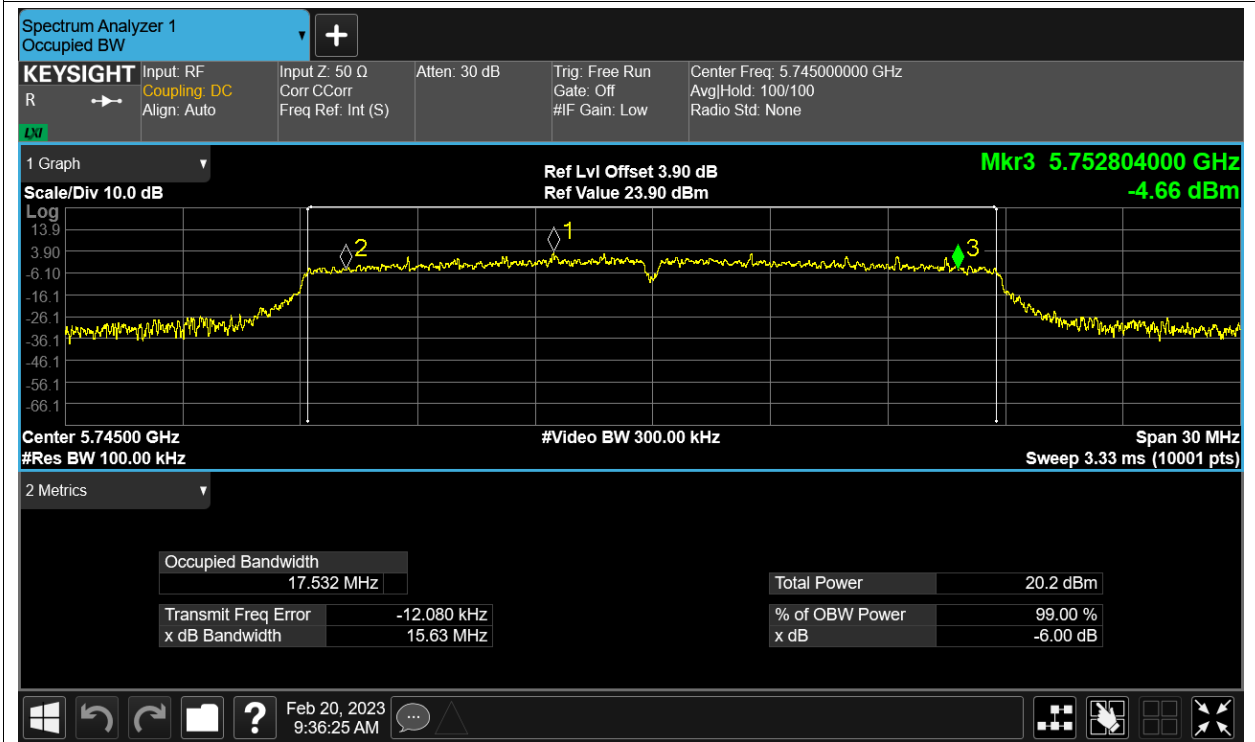 Spectrum Analyzer 1
Occupied BW
+
KEYSIGHT
R
LXI
Input: RF
Coupling: DC
Align: Auto
Input Z: 50 Ω
Corr CCorr
Freq Ref: Int (S)
Atten: 30 dB
Trig: Free Run
Gate: Off
#IF Gain: Low
Center Freq: 5.745000000 GHz
Avg|Hold: 100/100
Radio Std: None
1 Graph
Scale/Div 10.0 dB
Ref Lvl Offset 3.90 dB
Ref Value 23.90 dBm
Mkr3 5.752804000 GHz
-4.66 dBm
Log
13.9
3.90
-6.10
-16.1
-26.1
-36.1
-46.1
-56.1
-66.1
2
1
3
Center 5.74500 GHz
#Video BW 300.00 kHz
Span 30 MHz
#Res BW 100.00 kHz
Sweep 3.33 ms (10001 pts)
2 Metrics
Occupied Bandwidth
17.532 MHz
Transmit Freq Error -12.080 kHz
x dB Bandwidth 15.63 MHz
Total Power 20.2 dBm
% of OBW Power 99.00 %
x dB -6.00 dB
?
Feb 20, 2023
9:36:25 AM